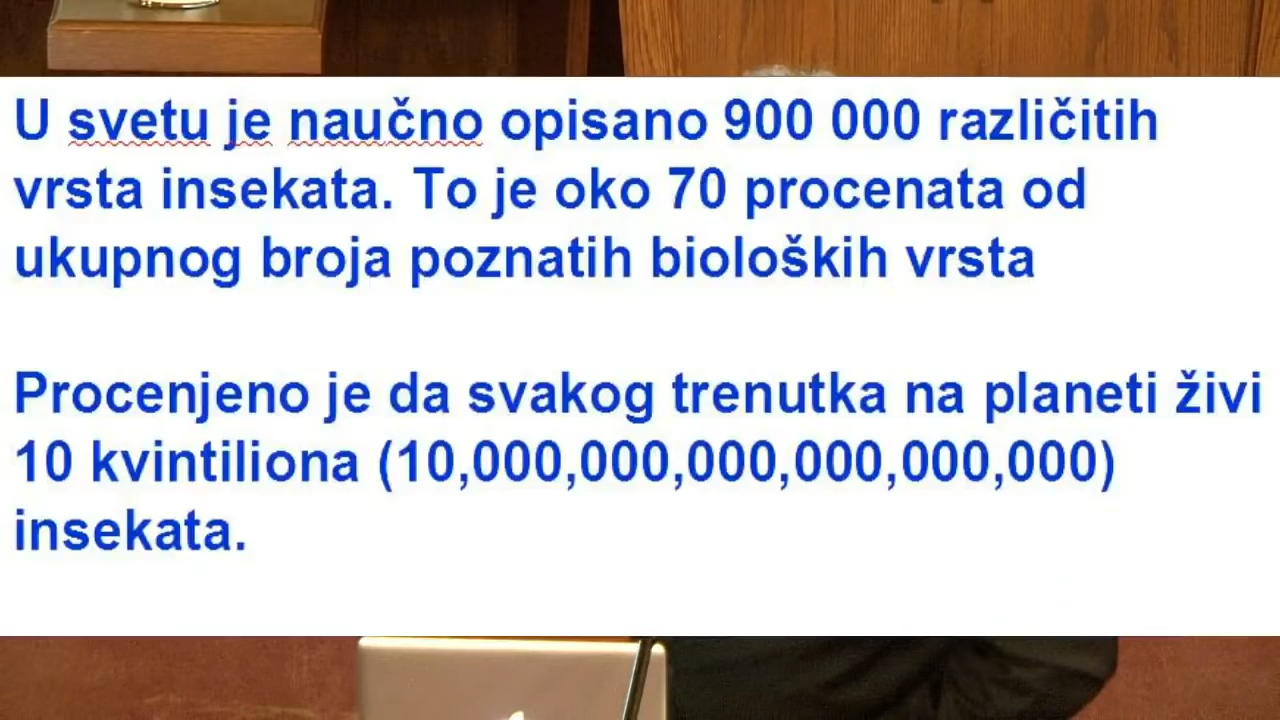 U svetu je naučno opisano 900 000 različitih
vrsta insekata. To je oko 70 procenata od
ukupnog broja poznatih bioloških vrsta
Procenjeno je da svakog trenutka na planeti živi
10 kvintiliona (10,000,000,000,000,000,000)
insekata.